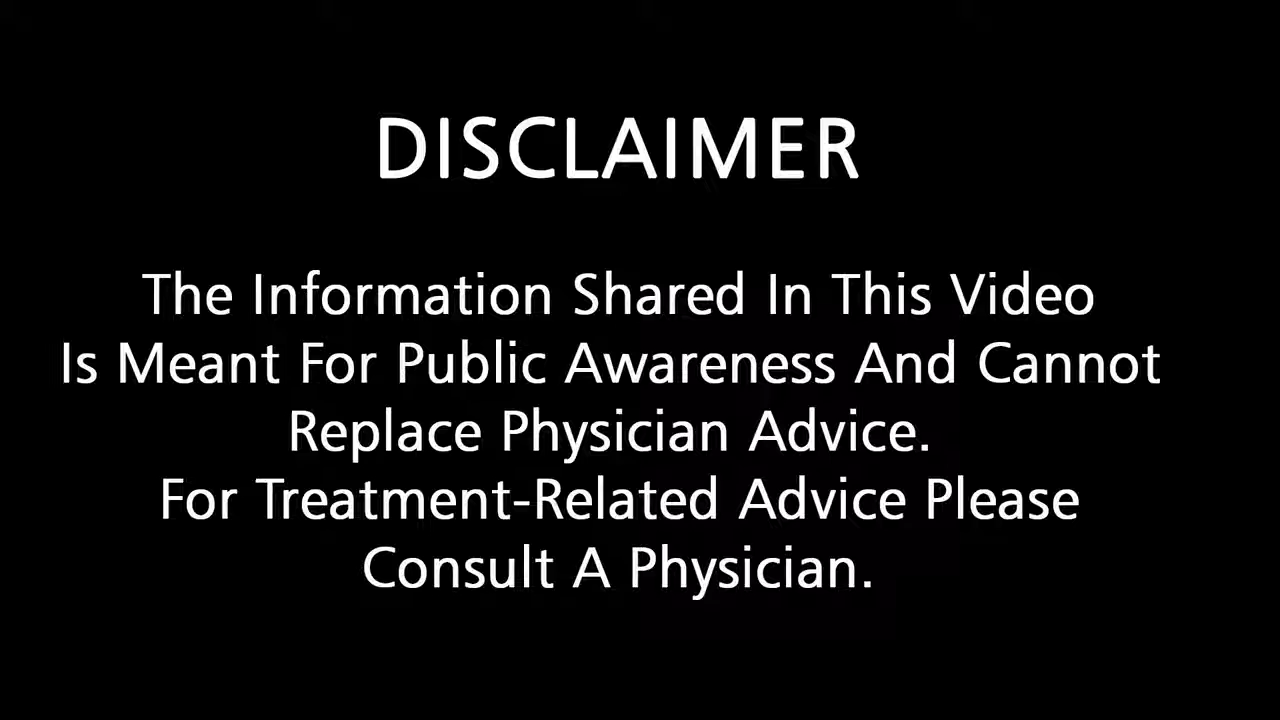 DISCLAIMER
The Information Shared In This Video
Is Meant For Public Awareness And Cannot
Replace Physician Advice.
For Treatment-Related Advice Please
Consult A Physician.